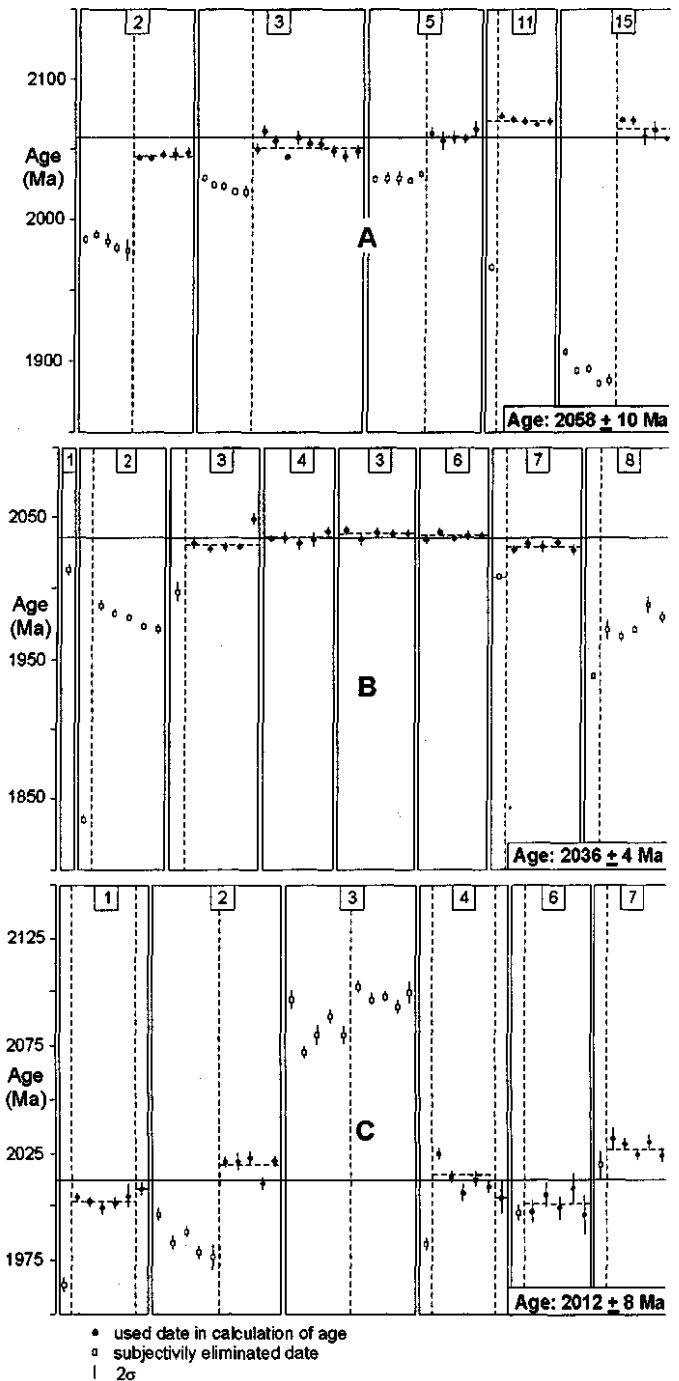 2 3 5 11 15
2100
Age
(Ma)
2000
A
1900
Age: 2058 ± 10 Ma
1 2 3 4 3 6 7 8
2050
Age
(Ma)
1950
B
1850
Age: 2036 ± 4 Ma
1 2 3 4 6 7
2125
2075
Age
(Ma)
C
2025
1975
Age: 2012 ± 8 Ma
used date in calculation of age
subjectivily eliminated date
2σ